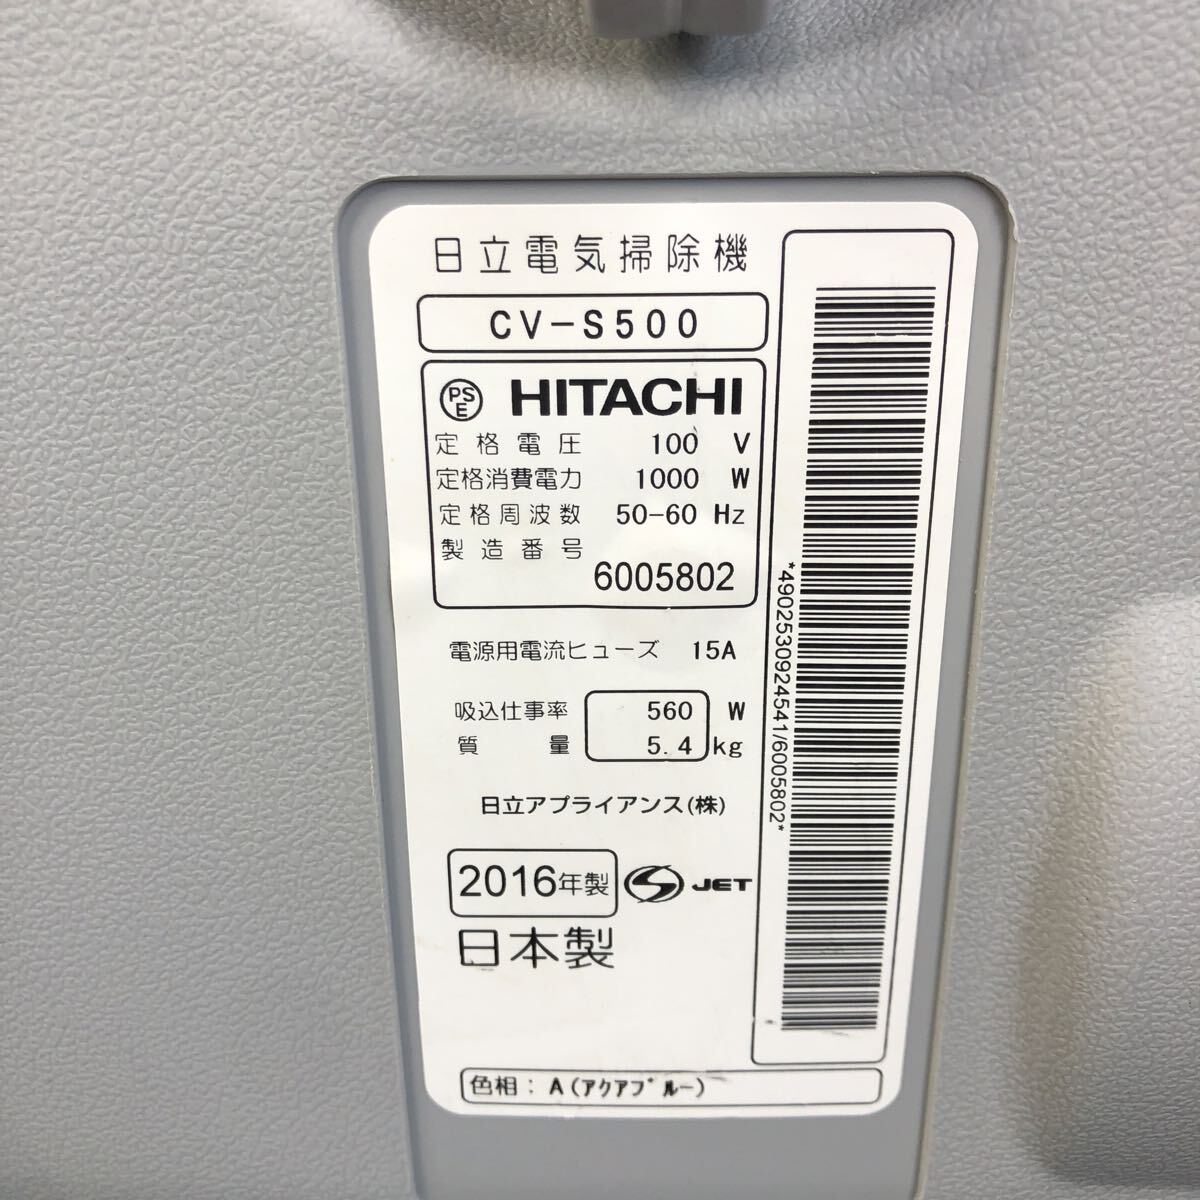 日立電気掃除機
CV-S500
PSE HITACHI
定格電圧 100 V
定格消費電力 1000 W
定格周波数 50-60 Hz
製造番号
6005802
電源用電流ヒューズ 15A
吸込仕事率 560 W
質量 5.4 kg
日立アプライアンス(株)
2016年製 JET
日本製
色相：A(ｱｸｱﾌﾞﾙｰ)
*4902530924541/6005802*